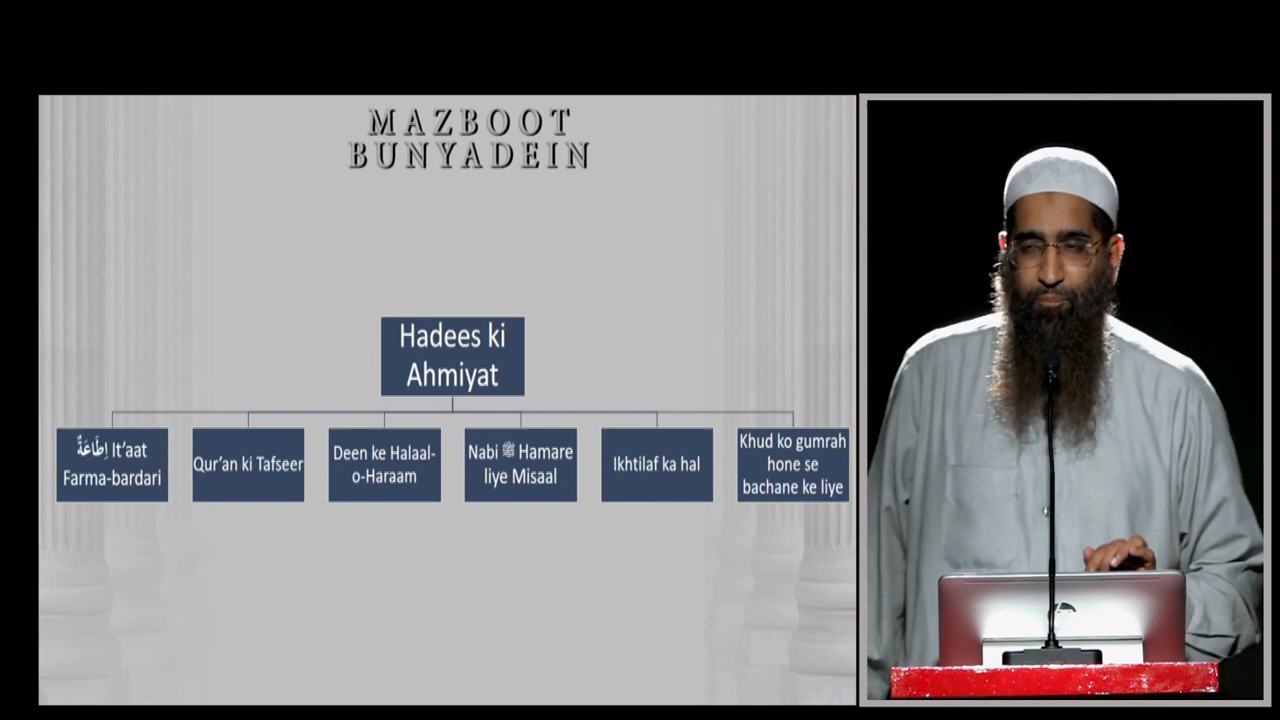 MAZBOOT
BUNYADEIN
Hadees ki
Ahmiyat
اِطَاعَةٌ It’aat
Farma-bardari
Qur’an ki Tafseer
Deen ke Halaal-
o-Haraam
Nabi ﷺ Hamare
liye Misaal
Ikhtilaf ka hal
Khud ko gumrah
hone se
bachane ke liye
hp